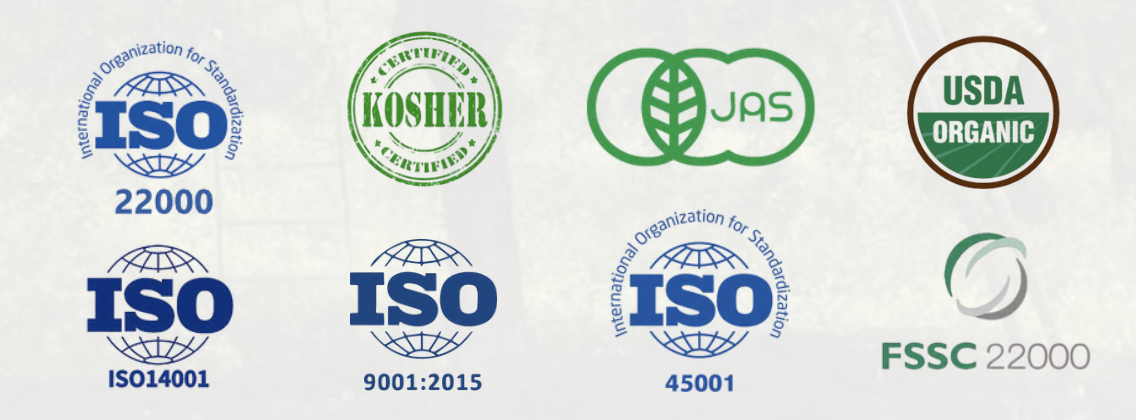 International Organization for Standardization
ISO
22000
CERTIFIED
KOSHER
CERTIFIED
JAS
USDA
ORGANIC
ISO
ISO14001
ISO
9001:2015
International Organization for Standardization
ISO
45001
FSSC 22000